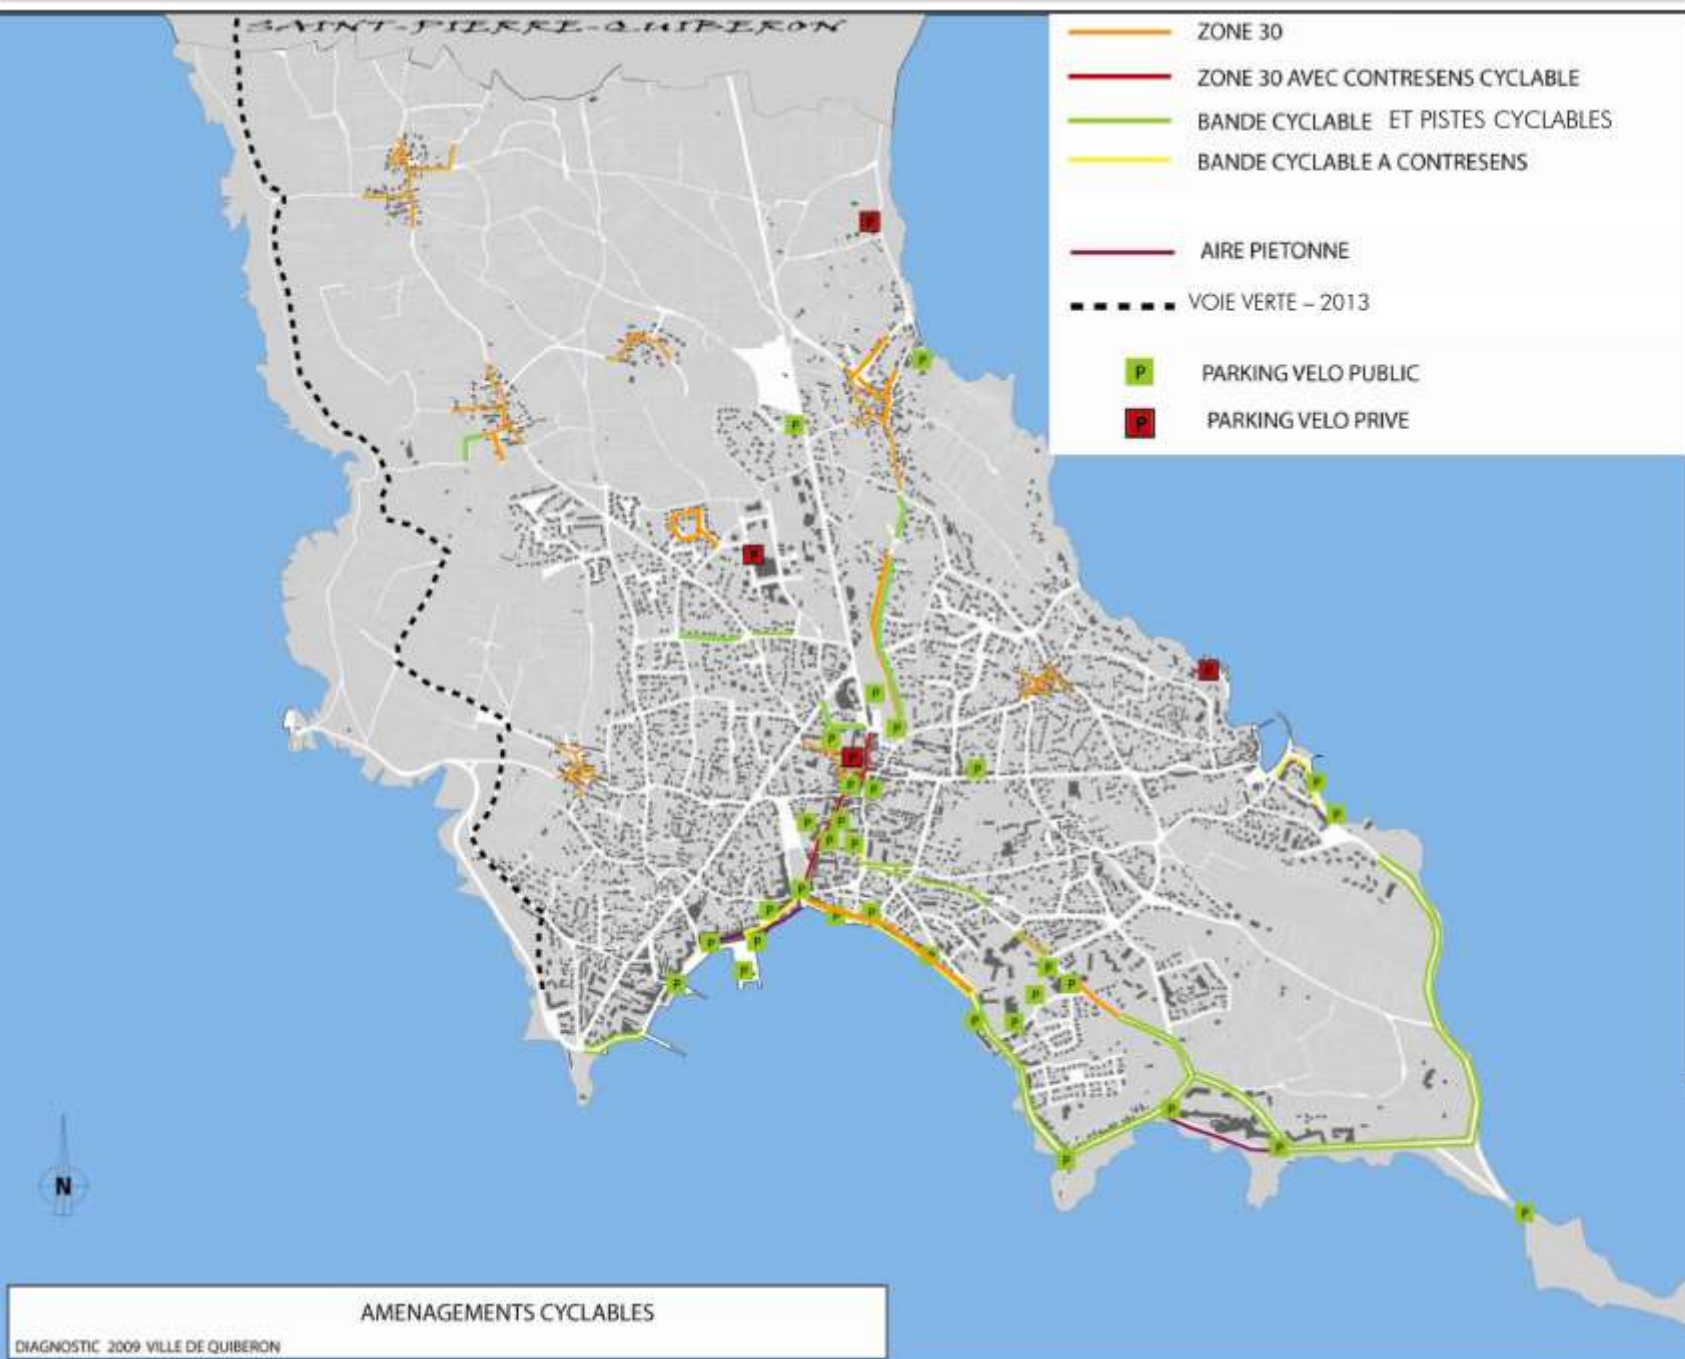 SAINT-PIERRE-QUIBERON
ZONE 30
ZONE 30 AVEC CONTRESENS CYCLABLE
BANDE CYCLABLE ET PISTES CYCLABLES
BANDE CYCLABLE A CONTRESENS
AIRE PIETONNE
VOIE VERTE – 2013
P PARKING VELO PUBLIC
P PARKING VELO PRIVE
N
AMENAGEMENTS CYCLABLES
DIAGNOSTIC 2009 VILLE DE QUIBERON